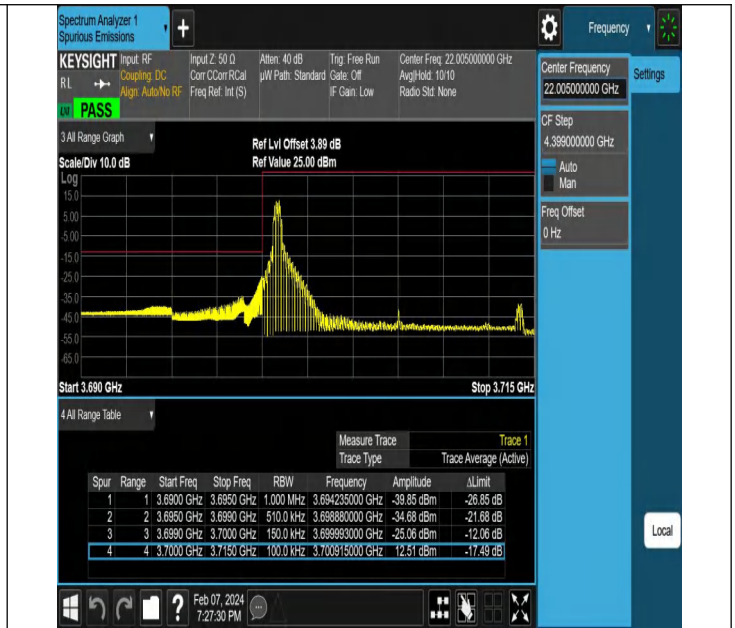 Spectrum Analyzer 1
Spurious Emissions
+
Frequency
KEYSIGHT Input: RF Input Z: 50 Ω Atten: 40 dB Trig: Free Run Center Freq: 22.005000000 GHz
RL Coupling: DC Corr CCorr RCal µW Path: Standard Gate: Off Avg|Hold: 10/10
Align: Auto/No RF Freq Ref: Int (S) IF Gain: Low Radio Std: None
PASS
Center Frequency
22.005000000 GHz
Settings
CF Step
4.399000000 GHz
Auto
Man
Freq Offset
0 Hz
3 All Range Graph
Ref Lvl Offset 3.89 dB
Scale/Div 10.0 dB Ref Value 25.00 dBm
Log
15.0
5.00
-5.00
-15.0
-25.0
-35.0
-45.0
-55.0
-65.0
Start 3.690 GHz Stop 3.715 GHz
4 All Range Table
Measure Trace Trace 1
Trace Type Trace Average (Active)
Spur Range Start Freq Stop Freq RBW Frequency Amplitude ΔLimit
1 1 3.6900 GHz 3.6950 GHz 1.000 MHz 3.694235000 GHz -39.85 dBm -26.85 dB
2 2 3.6950 GHz 3.6990 GHz 510.0 kHz 3.698880000 GHz -34.68 dBm -21.68 dB
3 3 3.6990 GHz 3.7000 GHz 150.0 kHz 3.699993000 GHz -25.06 dBm -12.06 dB
4 4 3.7000 GHz 3.7150 GHz 100.0 kHz 3.700915000 GHz 12.51 dBm -17.49 dB
Local
? Feb 07, 2024
7:27:30 PM